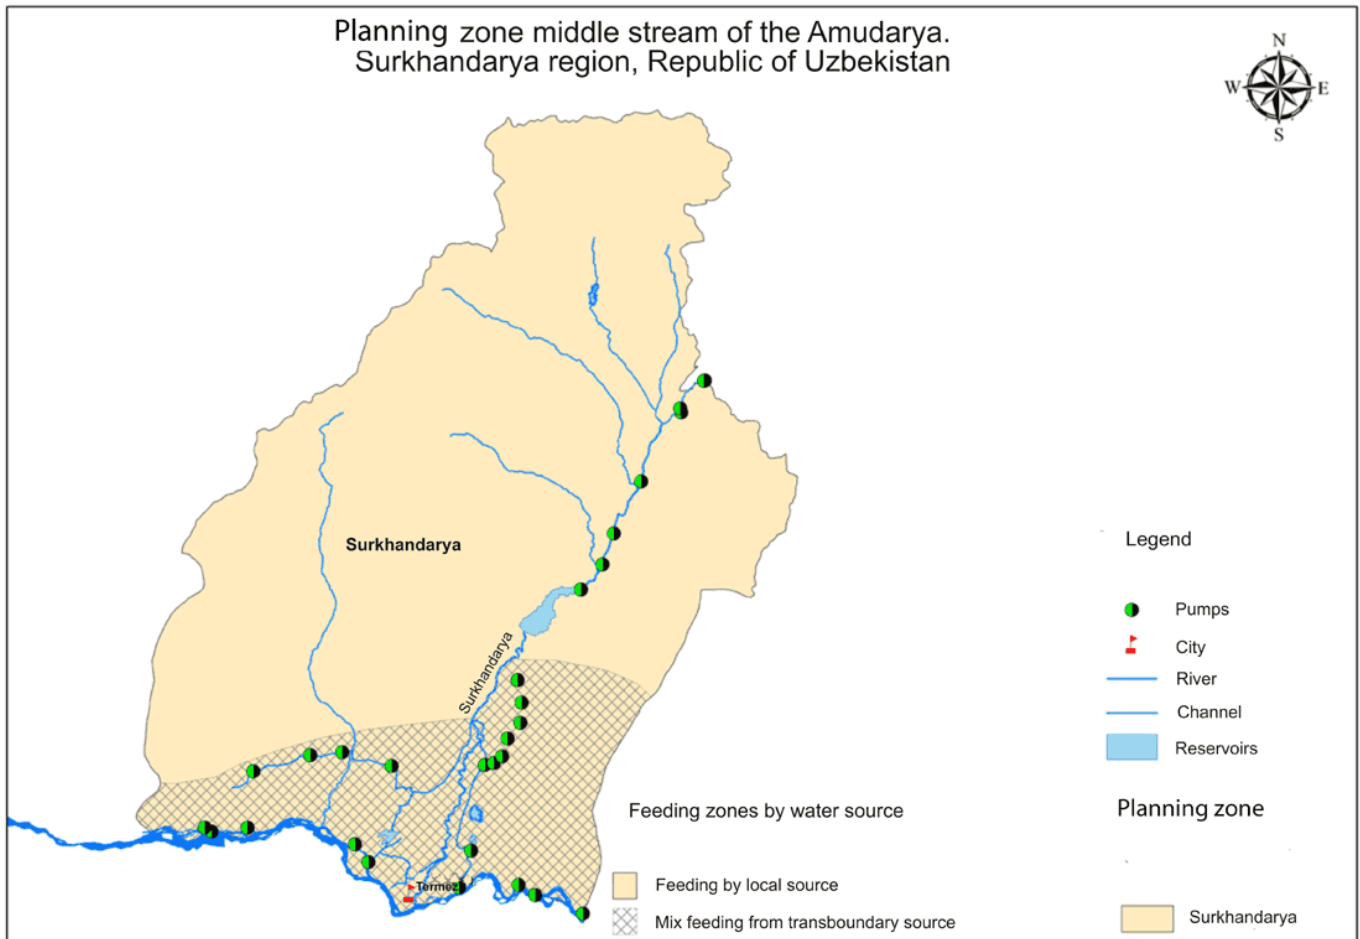 Planning zone middle stream of the Amudarya.
Surkhandarya region, Republic of Uzbekistan
N
W E
S
Surkhandarya
Surkhandarya
Termez
Legend
Pumps
City
River
Channel
Reservoirs
Planning zone
Surkhandarya
Feeding zones by water source
Feeding by local source
Mix feeding from transboundary source